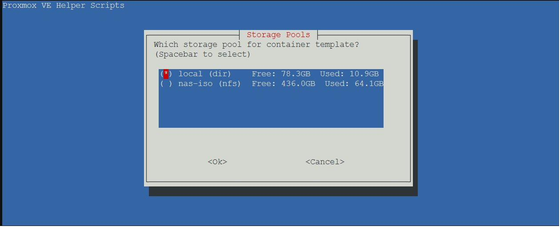 Proxmox VE Helper Scripts
Storage Pools
Which storage pool for container template?
(Spacebar to select)
(*) local (dir)    Free: 78.3GB  Used: 10.9GB
( ) nas-iso (nfs)  Free: 436.0GB  Used: 64.1GB
<Ok>    <Cancel>